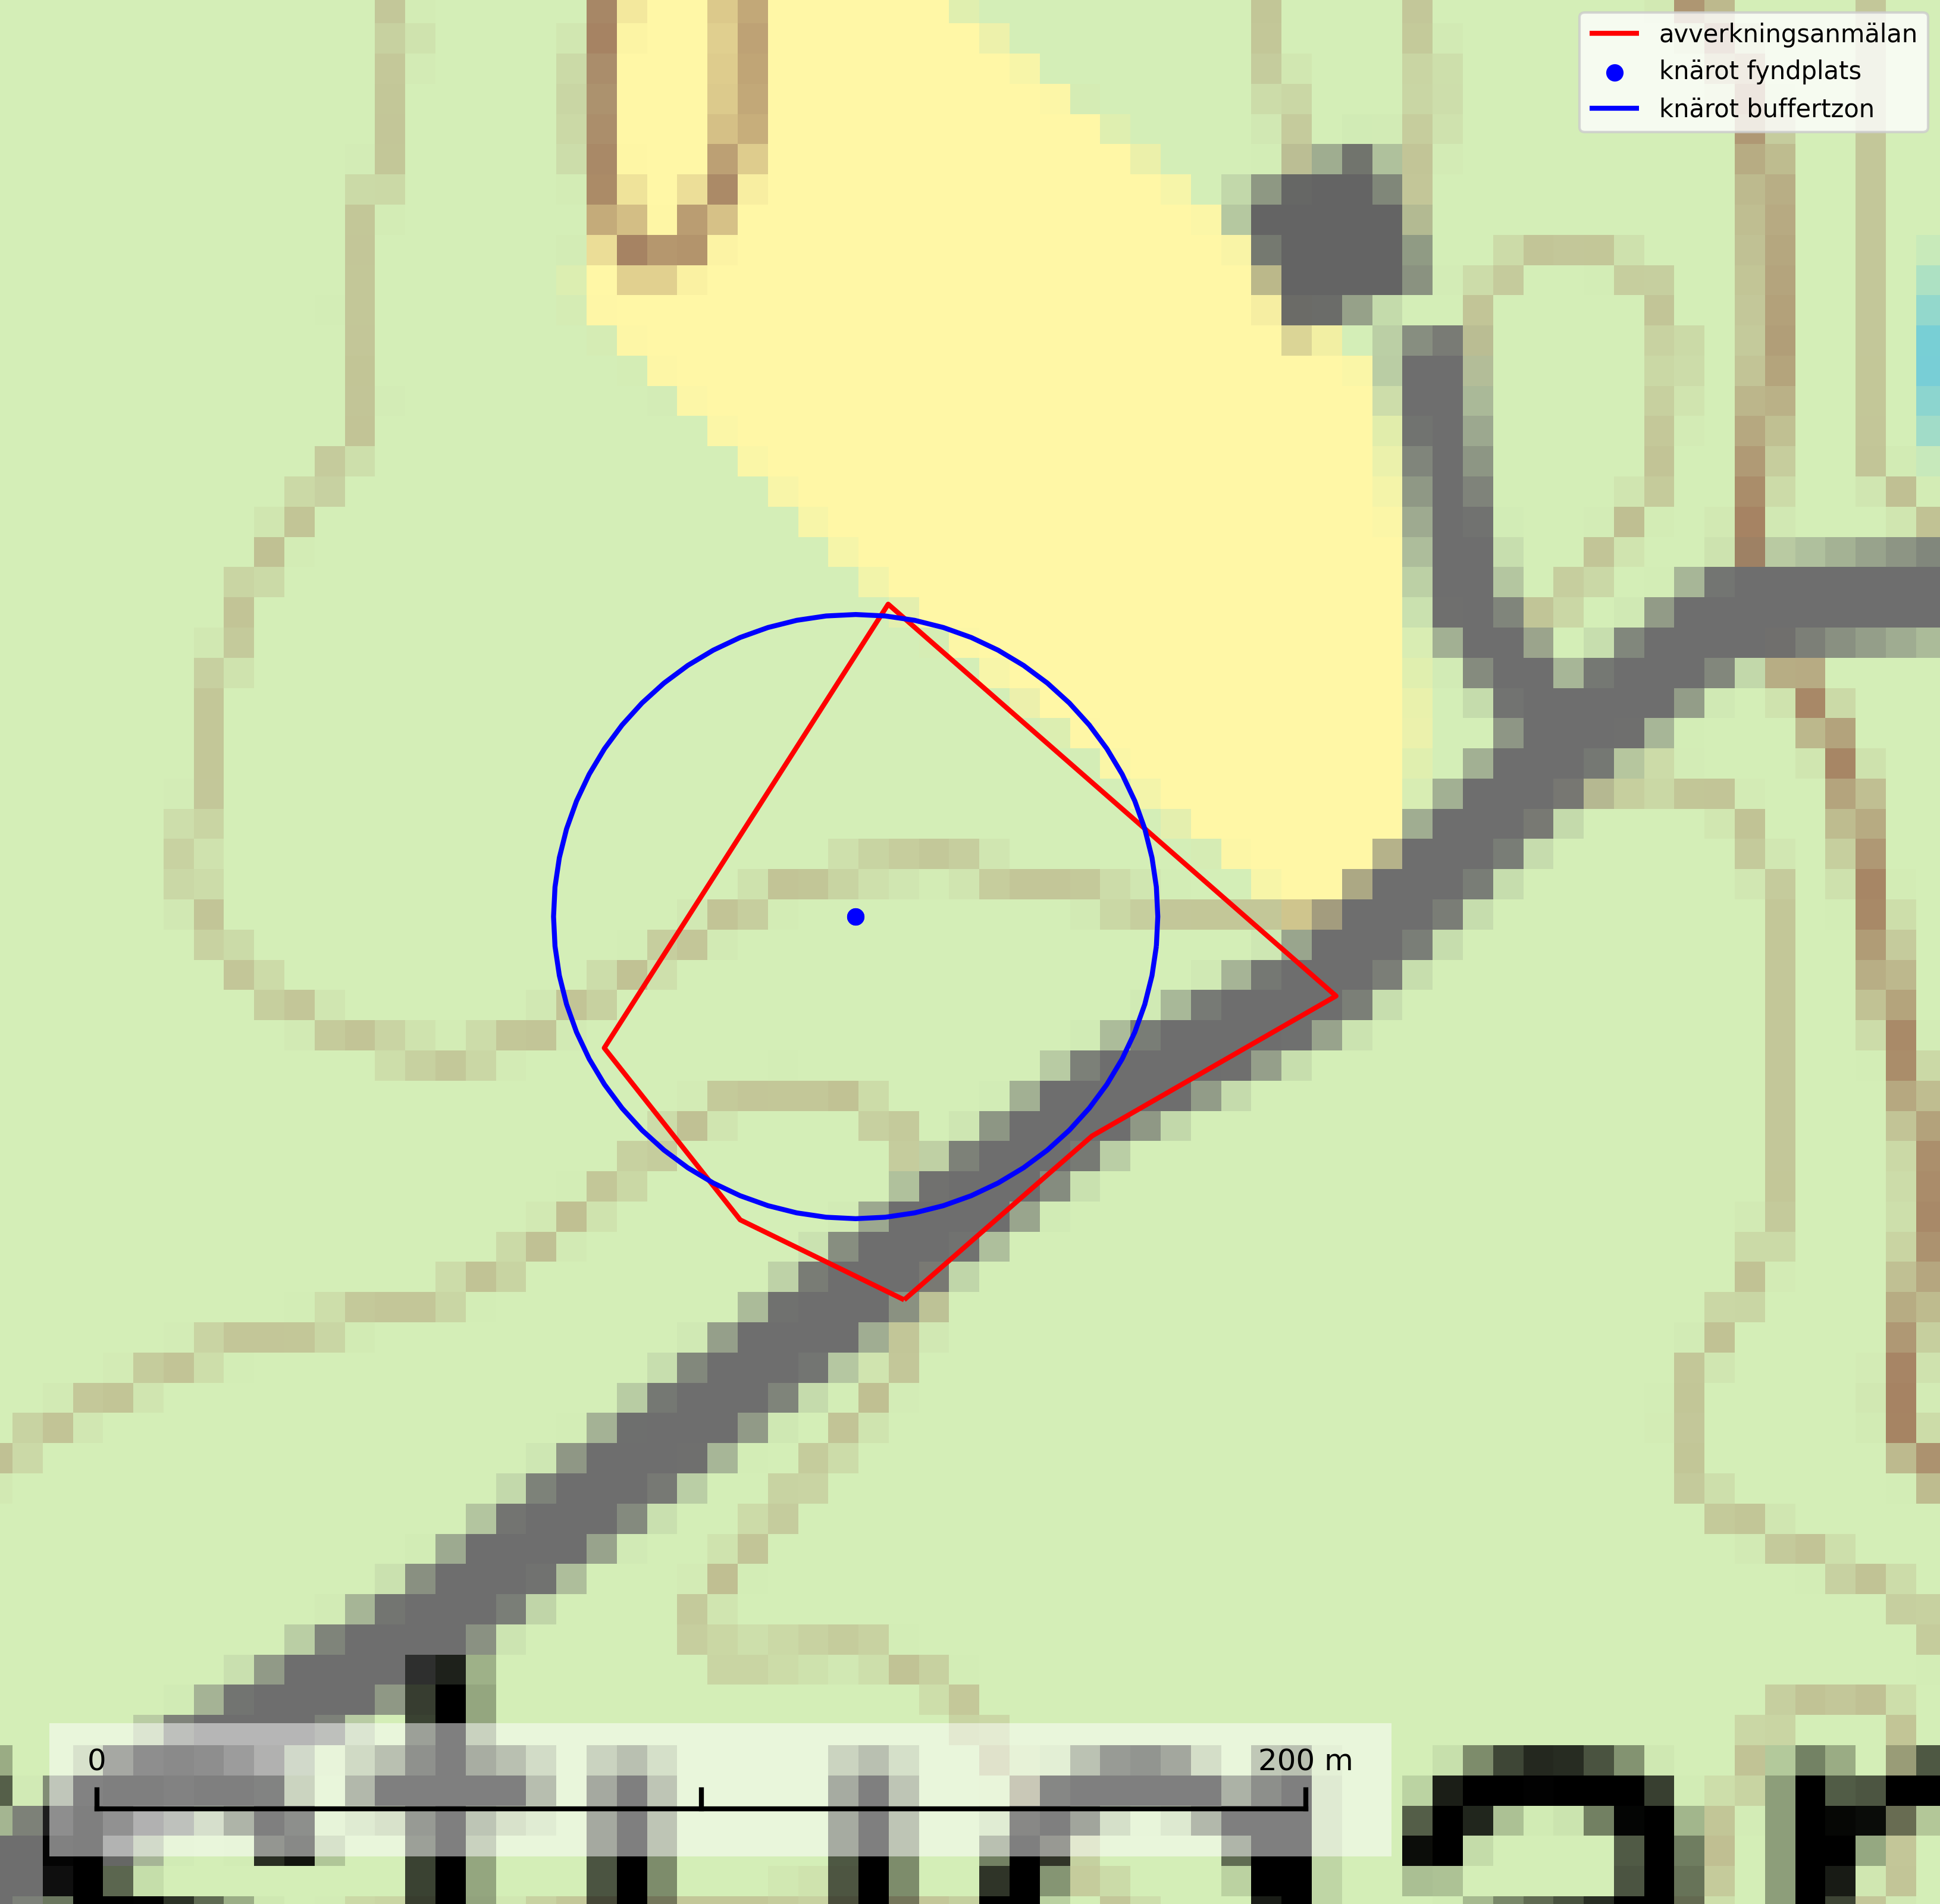 avverkningsanmälan
knärot fyndplats
knärot buffertzon
0
200 m